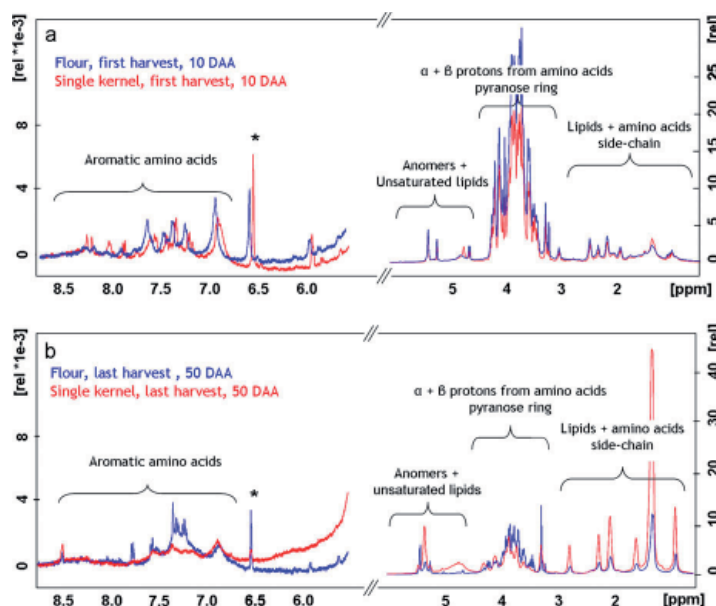 a
Flour, first harvest, 10 DAA
Single kernel, first harvest, 10 DAA
[rel *1e-3]
8
4
0
*
Aromatic amino acids
8.5 8.0 7.5 7.0 6.5 6.0
//
//
α + β protons from amino acids
pyranose ring
Lipids + amino acids
side-chain
Anomers +
Unsaturated lipids
[rel]
25
20
15
10
5
0
5 4 3 2 [ppm]
b
Flour, last harvest , 50 DAA
Single kernel, last harvest, 50 DAA
[rel *1e-3]
8
4
0
*
Aromatic amino acids
8.5 8.0 7.5 7.0 6.5 6.0
//
//
α + β protons from amino acids
pyranose ring
Lipids + amino acids
side-chain
Anomers +
unsaturated lipids
[rel]
40
30
20
10
0
5 4 3 2 [ppm]